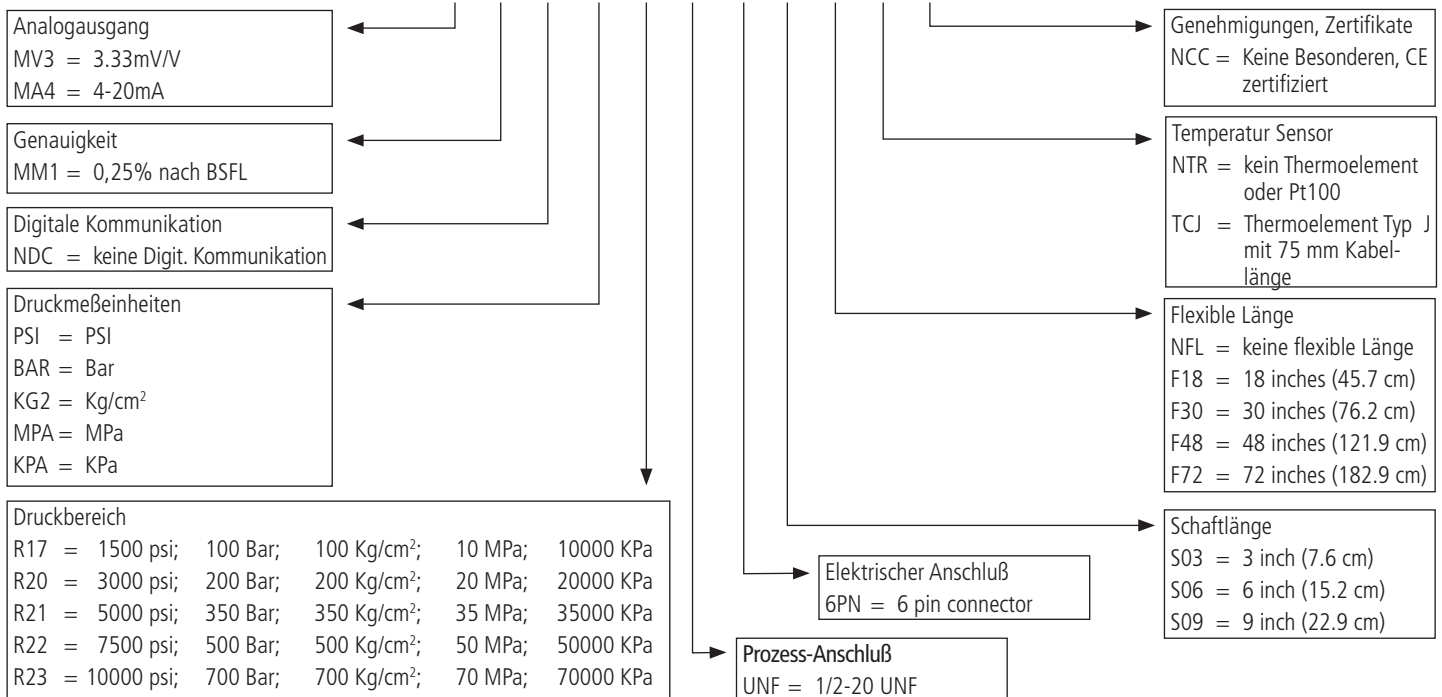 Analogausgang
MV3 = 3.33mV/V
MA4 = 4-20mA
Genauigkeit
MM1 = 0,25% nach BSFL
Digitale Kommunikation
NDC = keine Digit. Kommunikation
Druckmeßeinheiten
PSI = PSI
BAR = Bar
KG2 = Kg/cm²
MPA = MPa
KPA = KPa
Druckbereich
R17 = 1500 psi; 100 Bar; 100 Kg/cm²; 10 MPa; 10000 KPa
R20 = 3000 psi; 200 Bar; 200 Kg/cm²; 20 MPa; 20000 KPa
R21 = 5000 psi; 350 Bar; 350 Kg/cm²; 35 MPa; 35000 KPa
R22 = 7500 psi; 500 Bar; 500 Kg/cm²; 50 MPa; 50000 KPa
R23 = 10000 psi; 700 Bar; 700 Kg/cm²; 70 MPa; 70000 KPa
Prozess-Anschluß
UNF = 1/2-20 UNF
Elektrischer Anschluß
6PN = 6 pin connector
Genehmigungen, Zertifikate
NCC = Keine Besonderen, CE
zertifiziert
Temperatur Sensor
NTR = kein Thermoelement
oder Pt100
TCJ = Thermoelement Typ J
mit 75 mm Kabel-
länge
Flexible Länge
NFL = keine flexible Länge
F18 = 18 inches (45.7 cm)
F30 = 30 inches (76.2 cm)
F48 = 48 inches (121.9 cm)
F72 = 72 inches (182.9 cm)
Schaftlänge
S03 = 3 inch (7.6 cm)
S06 = 6 inch (15.2 cm)
S09 = 9 inch (22.9 cm)